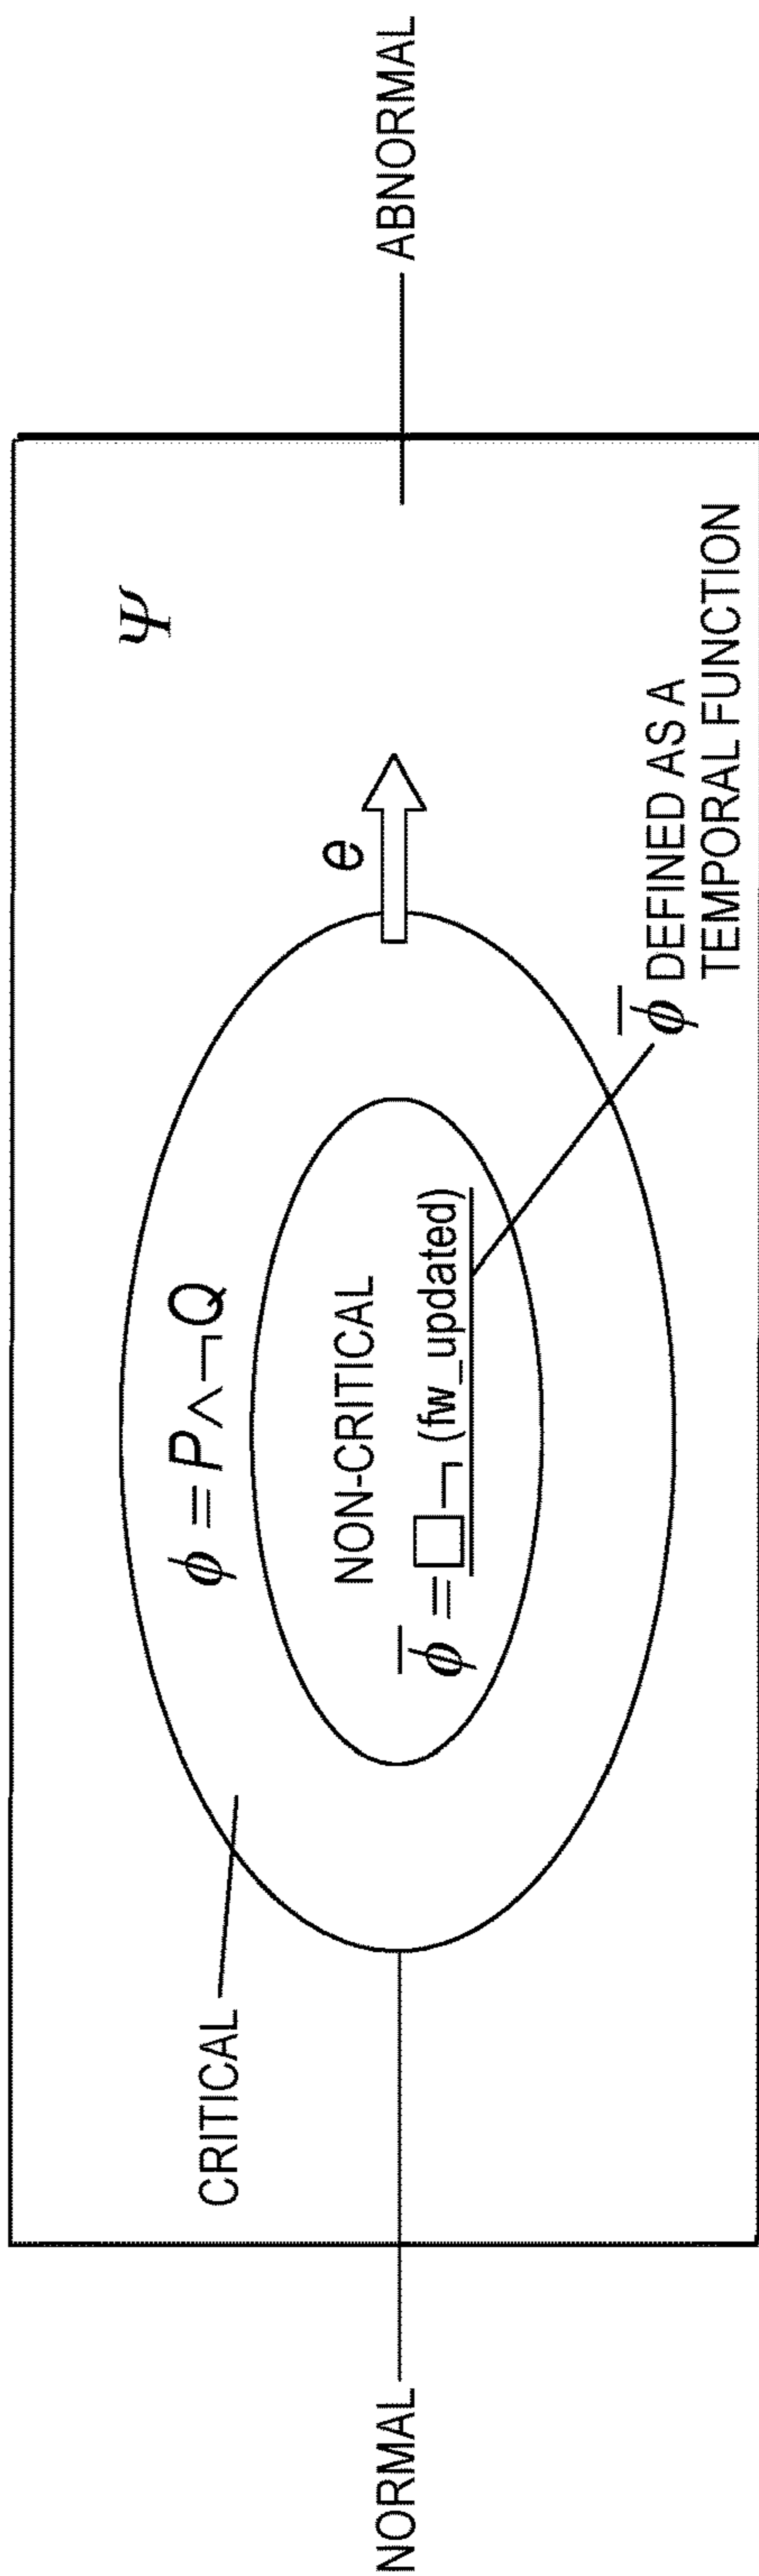 Ψ
ϕ = P ∧ ¬Q
CRITICAL
e
NON-CRITICAL
NORMAL
ABNORMAL
ϕ̅ = □¬ (fw_updated)
ϕ̅ DEFINED AS A
TEMPORAL FUNCTION